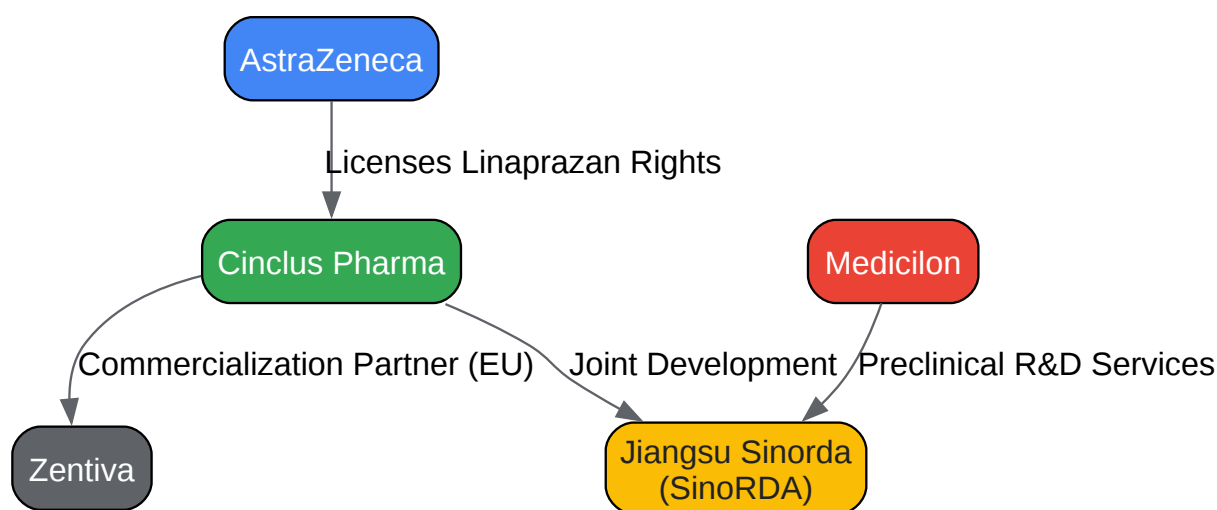 AstraZeneca
Licenses Linaprazan Rights
Cinclus Pharma
Medicilon
Commercialization Partner (EU)
Joint Development
Preclinical R&D Services
Zentiva
Jiangsu Sinorda
(SinoRDA)